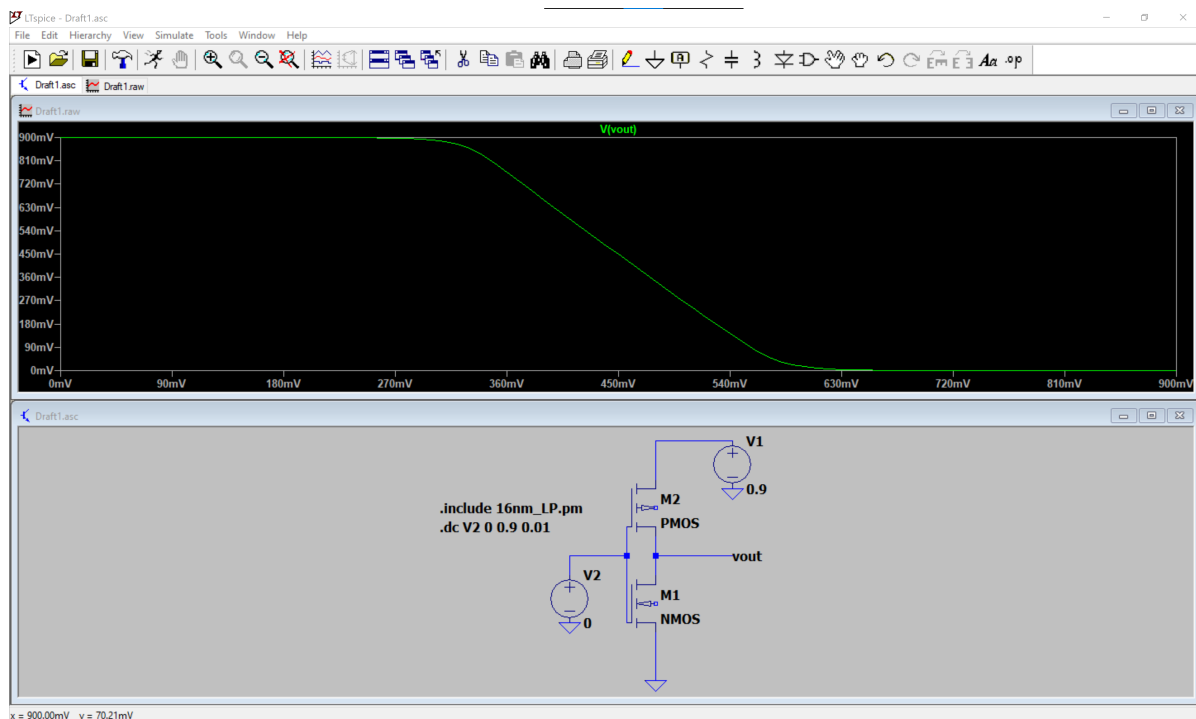 LTspice - Draft1.asc
File Edit Hierarchy View Simulate Tools Window Help
Aa .op
Draft1.asc Draft1.raw
Draft1.raw
V(vout)
900mV
810mV
720mV
630mV
540mV
450mV
360mV
270mV
180mV
90mV
0mV
0mV 90mV 180mV 270mV 360mV 450mV 540mV 630mV 720mV 810mV 900mV
Draft1.asc
V1
0.9
M2
PMOS
.include 16nm_LP.pm
.dc V2 0 0.9 0.01
vout
V2
0
M1
NMOS
x = 900.00mV y = 70.21mV